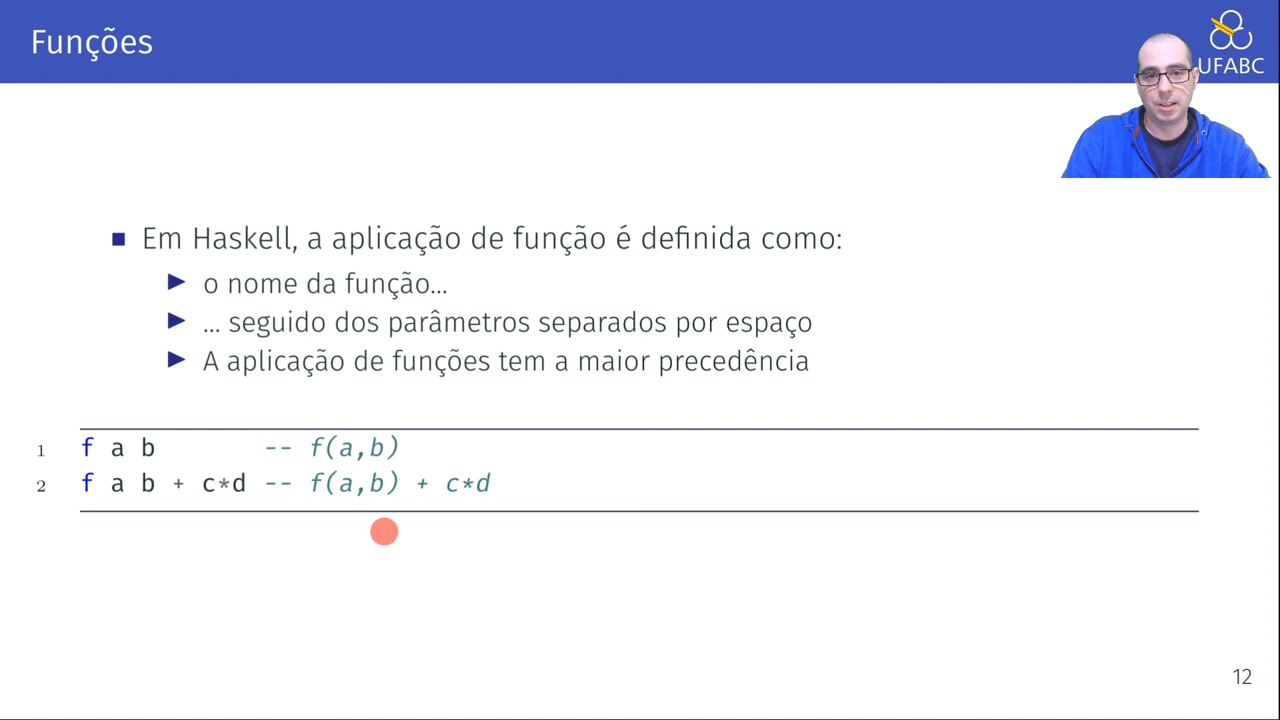 Funções
UFABC
■ Em Haskell, a aplicação de função é definida como:
▶ o nome da função...
▶ ... seguido dos parâmetros separados por espaço
▶ A aplicação de funções tem a maior precedência
1 f a b -- f(a,b)
2 f a b + c*d -- f(a,b) + c*d
12